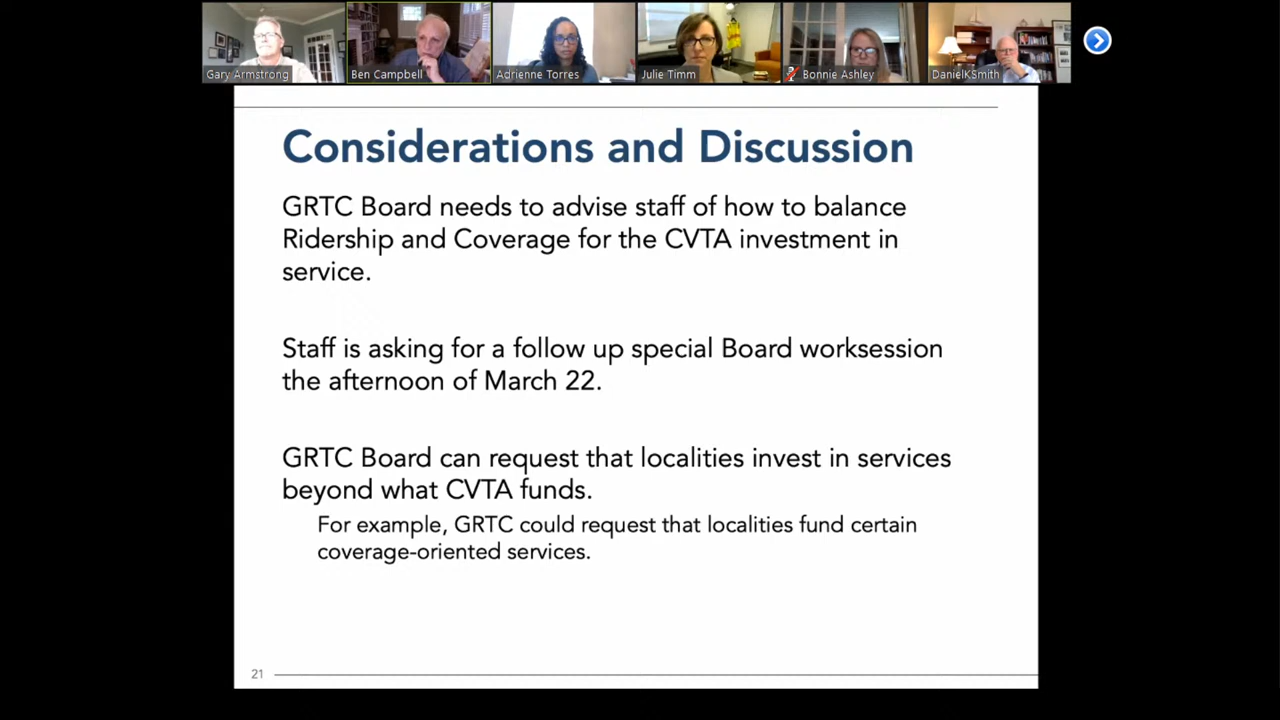 Gary Armstrong
Ben Campbell
Adrienne Torres
Julie Timm
Bonnie Ashley
DanielKSmith
Considerations and Discussion
GRTC Board needs to advise staff of how to balance
Ridership and Coverage for the CVTA investment in
service.
Staff is asking for a follow up special Board worksession
the afternoon of March 22.
GRTC Board can request that localities invest in services
beyond what CVTA funds.
For example, GRTC could request that localities fund certain
coverage-oriented services.
21